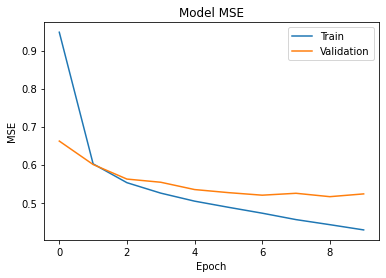 Model MSE
Train
Validation
MSE
0.9
0.8
0.7
0.6
0.5
0 2 4 6 8
Epoch